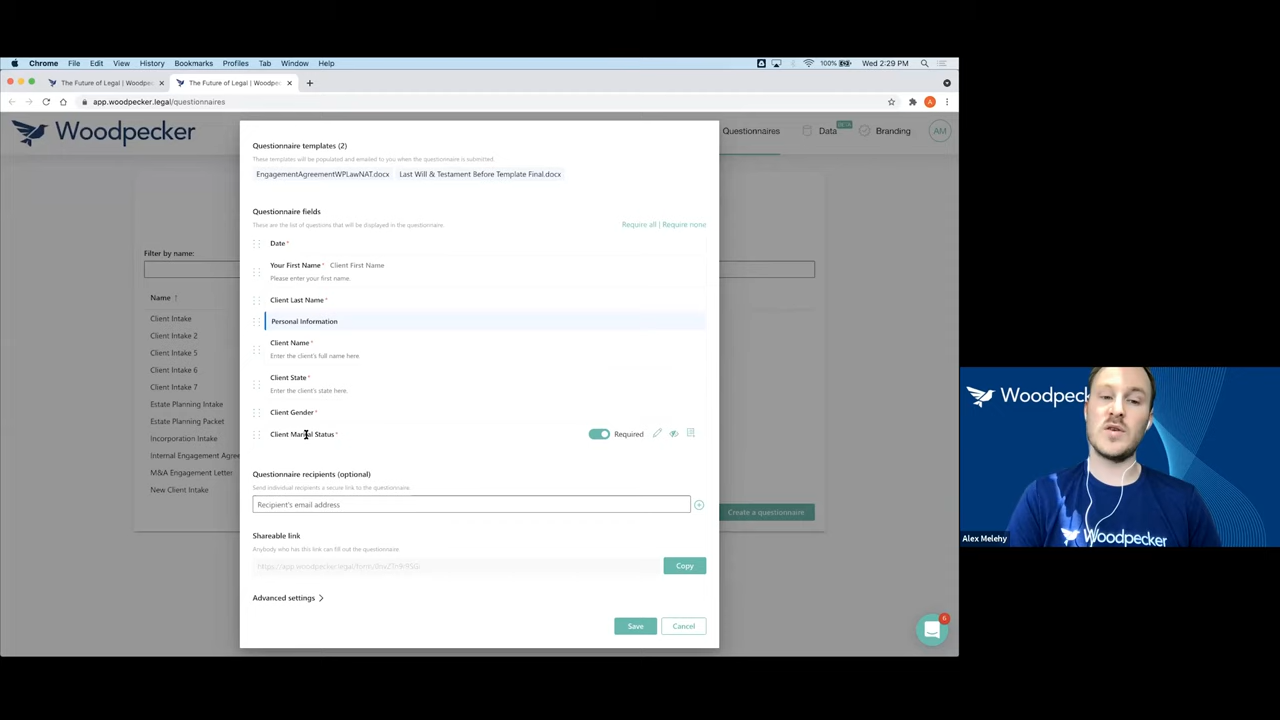 Chrome File Edit View History Bookmarks Profiles Tab Window Help
100% Wed 2:29 PM
The Future of Legal | Woodpec
The Future of Legal | Woodpe
app.woodpecker.legal/questionnaires
Woodpecker
Questionnaires Data BETA Branding AM
Questionnaire templates (2)
These templates will be populated and emailed to you when the questionnaire is submitted
EngagementAgreementWPLawNAT.docx Last Will & Testament Before Template Final.docx
Questionnaire fields
These are the list of questions that will be displayed in the questionnaire.
Require all | Require none
Date *
Your First Name * Client First Name
Please enter your first name.
Client Last Name *
Personal Information
Client Name *
Enter the client's full name here.
Client State *
Enter the client's state here.
Client Gender *
Client Marital Status *
Required
Questionnaire recipients (optional)
Send individual recipients a secure link to the questionnaire.
Recipient's email address
Shareable link
Anybody who has this link can fill out the questionnaire.
Copy
Advanced settings
Save Cancel
Filter by name:
Name ↑
Client Intake
Client Intake 2
Client Intake 5
Client Intake 6
Client Intake 7
Estate Planning Intake
Estate Planning Packet
Incorporation Intake
Internal Engagement Agre
M&A Engagement Letter
New Client Intake
Create a questionnaire
6
Woodpeck
Woodpecker
Alex Melehy